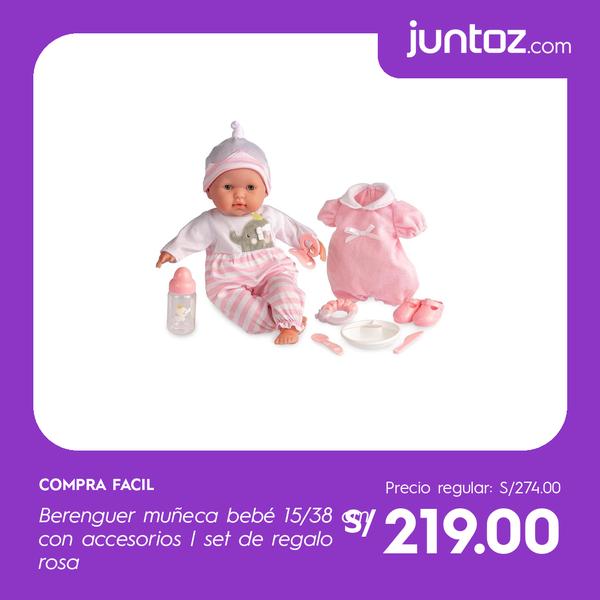 juntoz.com
COMPRA FACIL
Precio regular: S/274.00
Berenguer muñeca bebé 15/38 cm
con accesorios | set de regalo
rosa
S/ 219.00